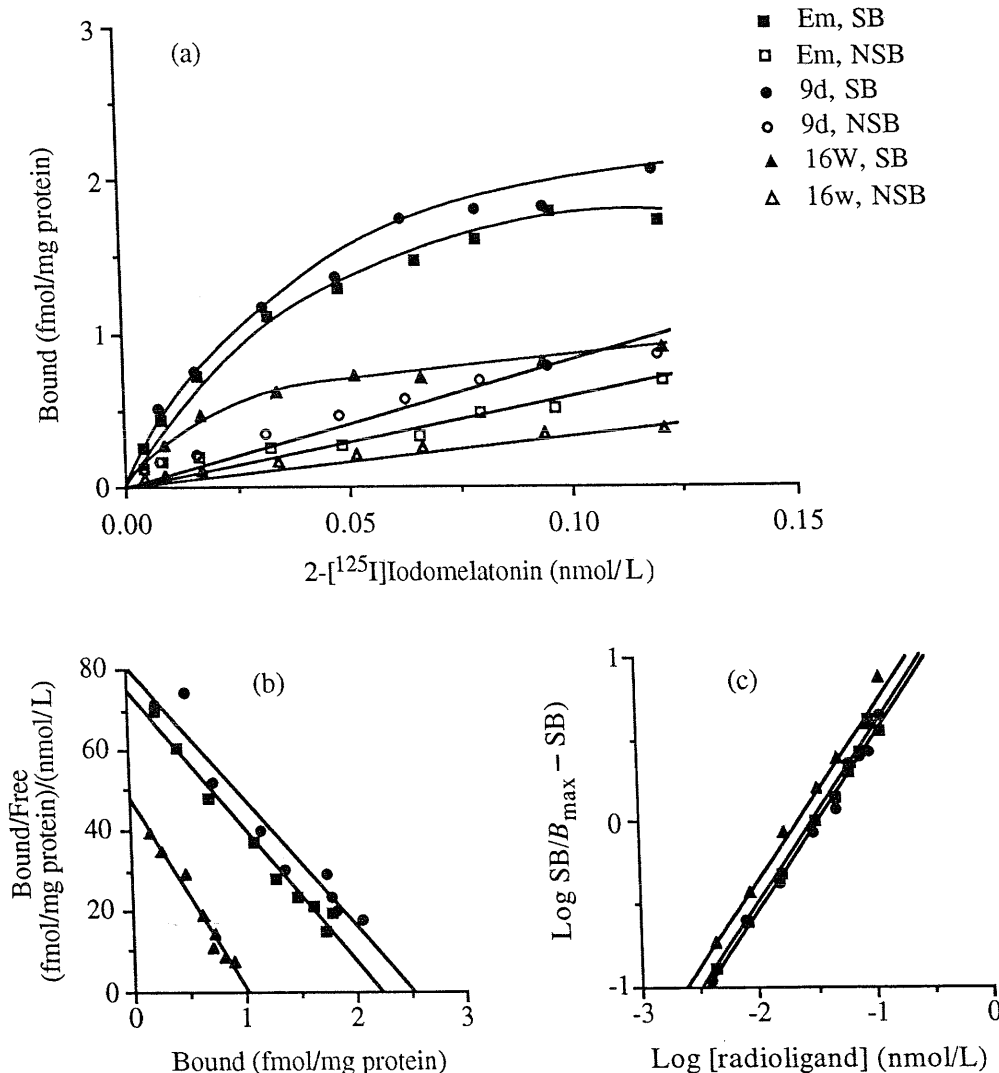 (a)
3
2
1
0
Bound (fmol/mg protein)
0.00
0.05
0.10
0.15
2-[125I]Iodomelatonin (nmol/L)
Em, SB
Em, NSB
9d, SB
9d, NSB
16W, SB
16w, NSB
(b)
80
60
40
20
0
Bound/Free
(fmol/mg protein)/(nmol/L)
0
1
2
3
Bound (fmol/mg protein)
(c)
1
0
-1
Log SB/Bmax − SB)
-3
-2
-1
0
Log [radioligand] (nmol/L)